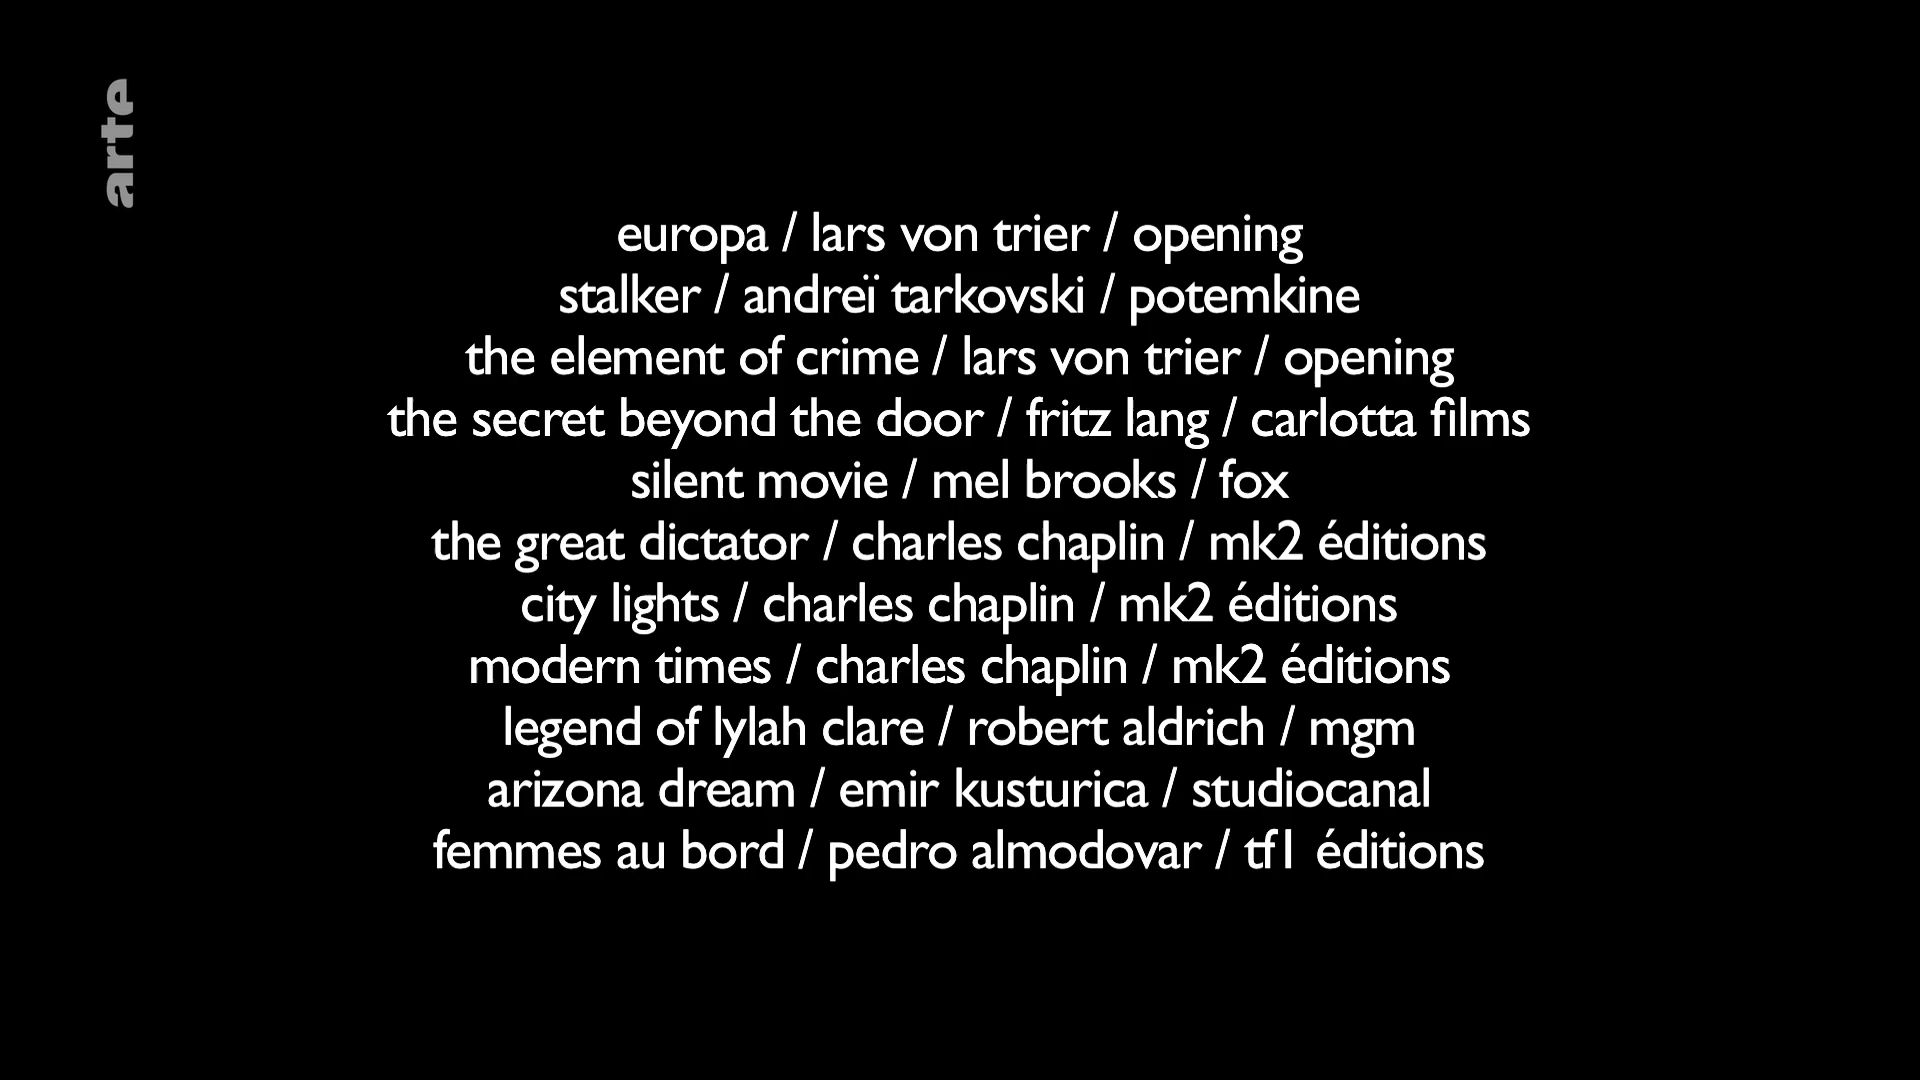 arte
europa / lars von trier / opening
stalker / andreï tarkovski / potemkine
the element of crime / lars von trier / opening
the secret beyond the door / fritz lang / carlotta films
silent movie / mel brooks / fox
the great dictator / charles chaplin / mk2 éditions
city lights / charles chaplin / mk2 éditions
modern times / charles chaplin / mk2 éditions
legend of lylah clare / robert aldrich / mgm
arizona dream / emir kusturica / studiocanal
femmes au bord / pedro almodovar / tf1 éditions